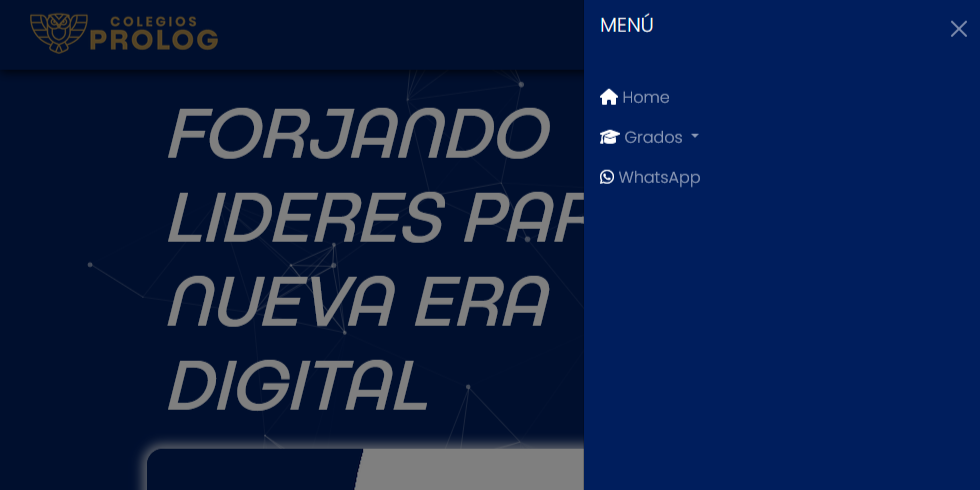 COLEGIOS
PROLOG
FORJANDO
LIDERES PAR
NUEVA ERA
DIGITAL
MENÚ
Home
Grados
WhatsApp